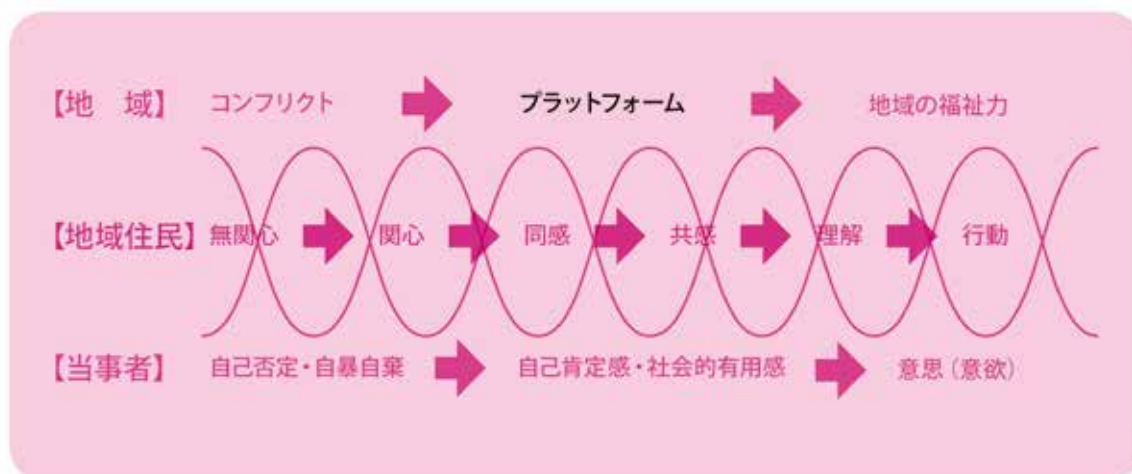 【地　域】 コンフリクト プラットフォーム 地域の福祉力
【地域住民】 無関心 関心 同感 共感 理解 行動
【当事者】 自己否定・自暴自棄 自己肯定感・社会的有用感 意思（意欲）